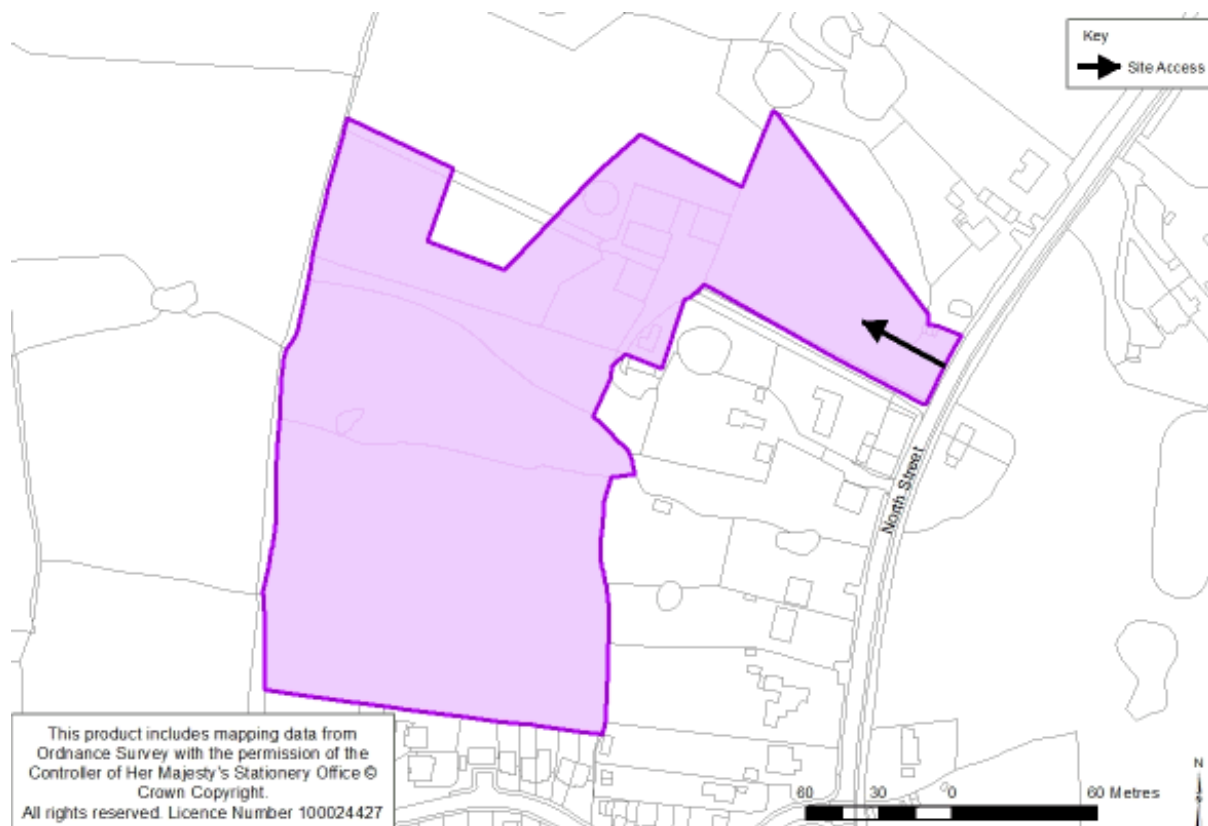 Key
Site Access
North Street
This product includes mapping data from
Ordnance Survey with the permission of the
Controller of Her Majesty's Stationery Office ©
Crown Copyright.
All rights reserved. Licence Number 100024427
60 30 0 60 Metres
N